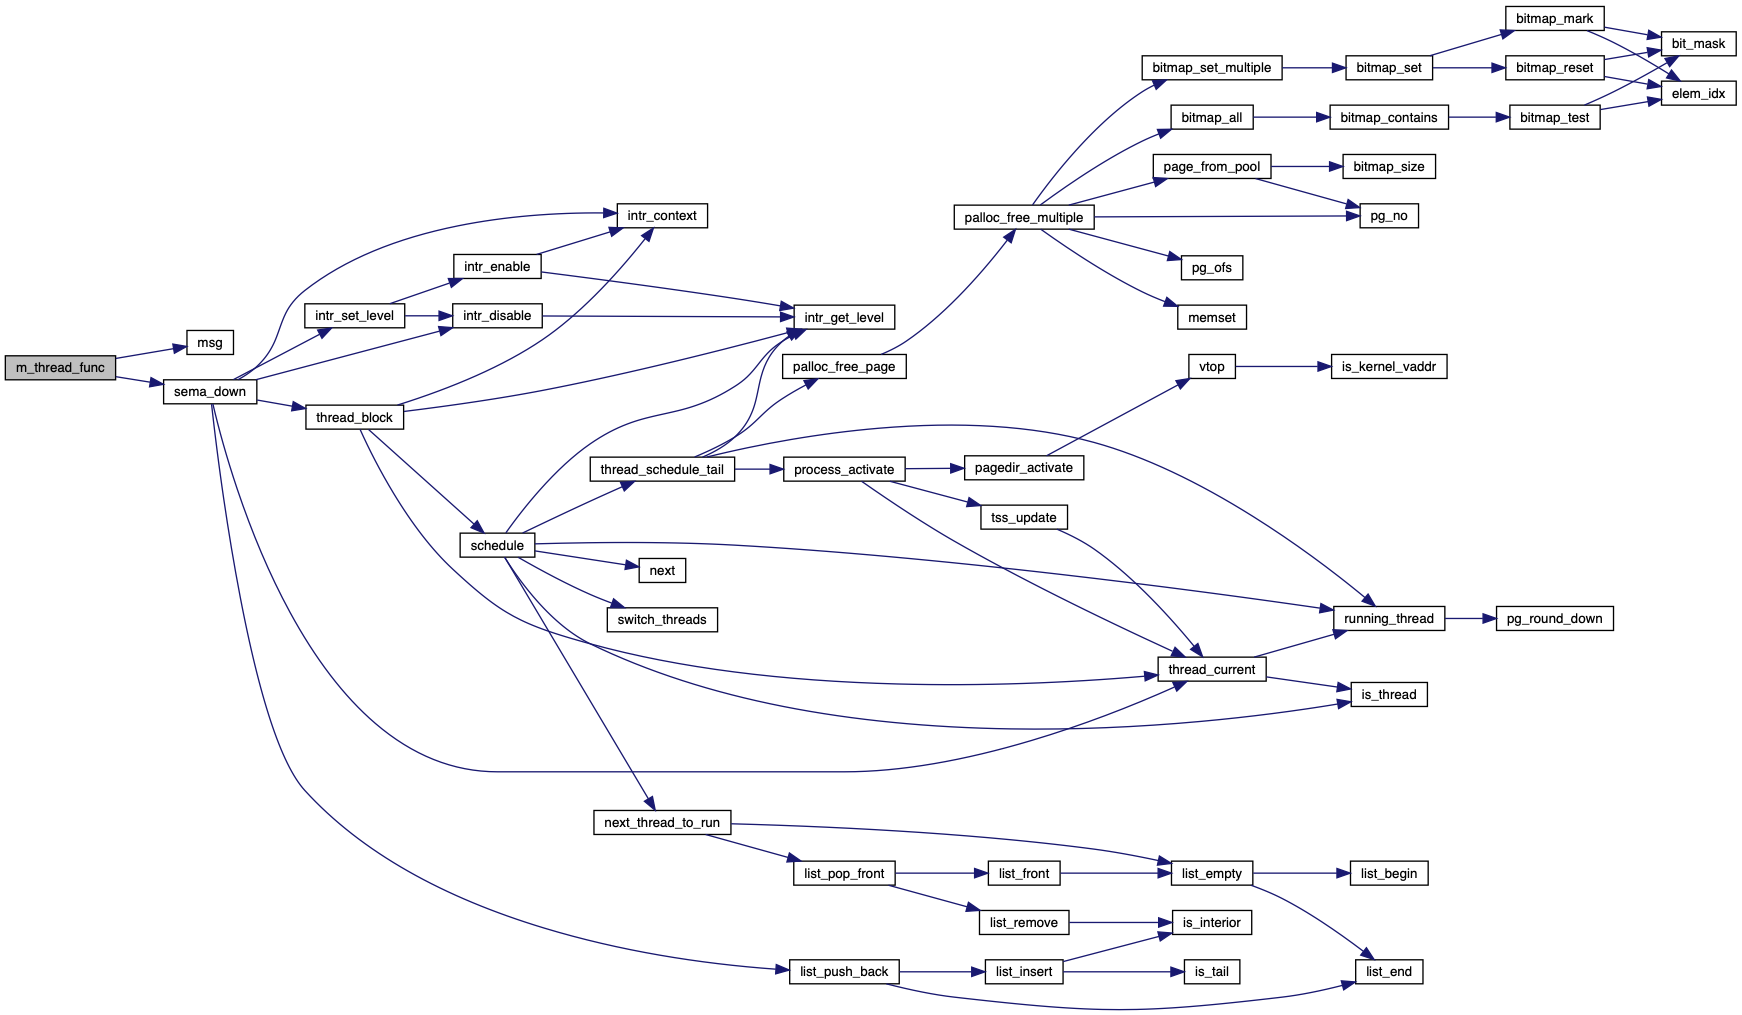 bitmap_mark
bit_mask
bitmap_set_multiple
bitmap_set
bitmap_reset
elem_idx
bitmap_all
bitmap_contains
bitmap_test
page_from_pool
bitmap_size
intr_context
palloc_free_multiple
pg_no
intr_enable
pg_ofs
intr_set_level
intr_disable
intr_get_level
memset
msg
m_thread_func
palloc_free_page
vtop
is_kernel_vaddr
sema_down
thread_block
thread_schedule_tail
process_activate
pagedir_activate
tss_update
schedule
next
switch_threads
running_thread
pg_round_down
thread_current
is_thread
next_thread_to_run
list_pop_front
list_front
list_empty
list_begin
list_remove
is_interior
list_push_back
list_insert
is_tail
list_end